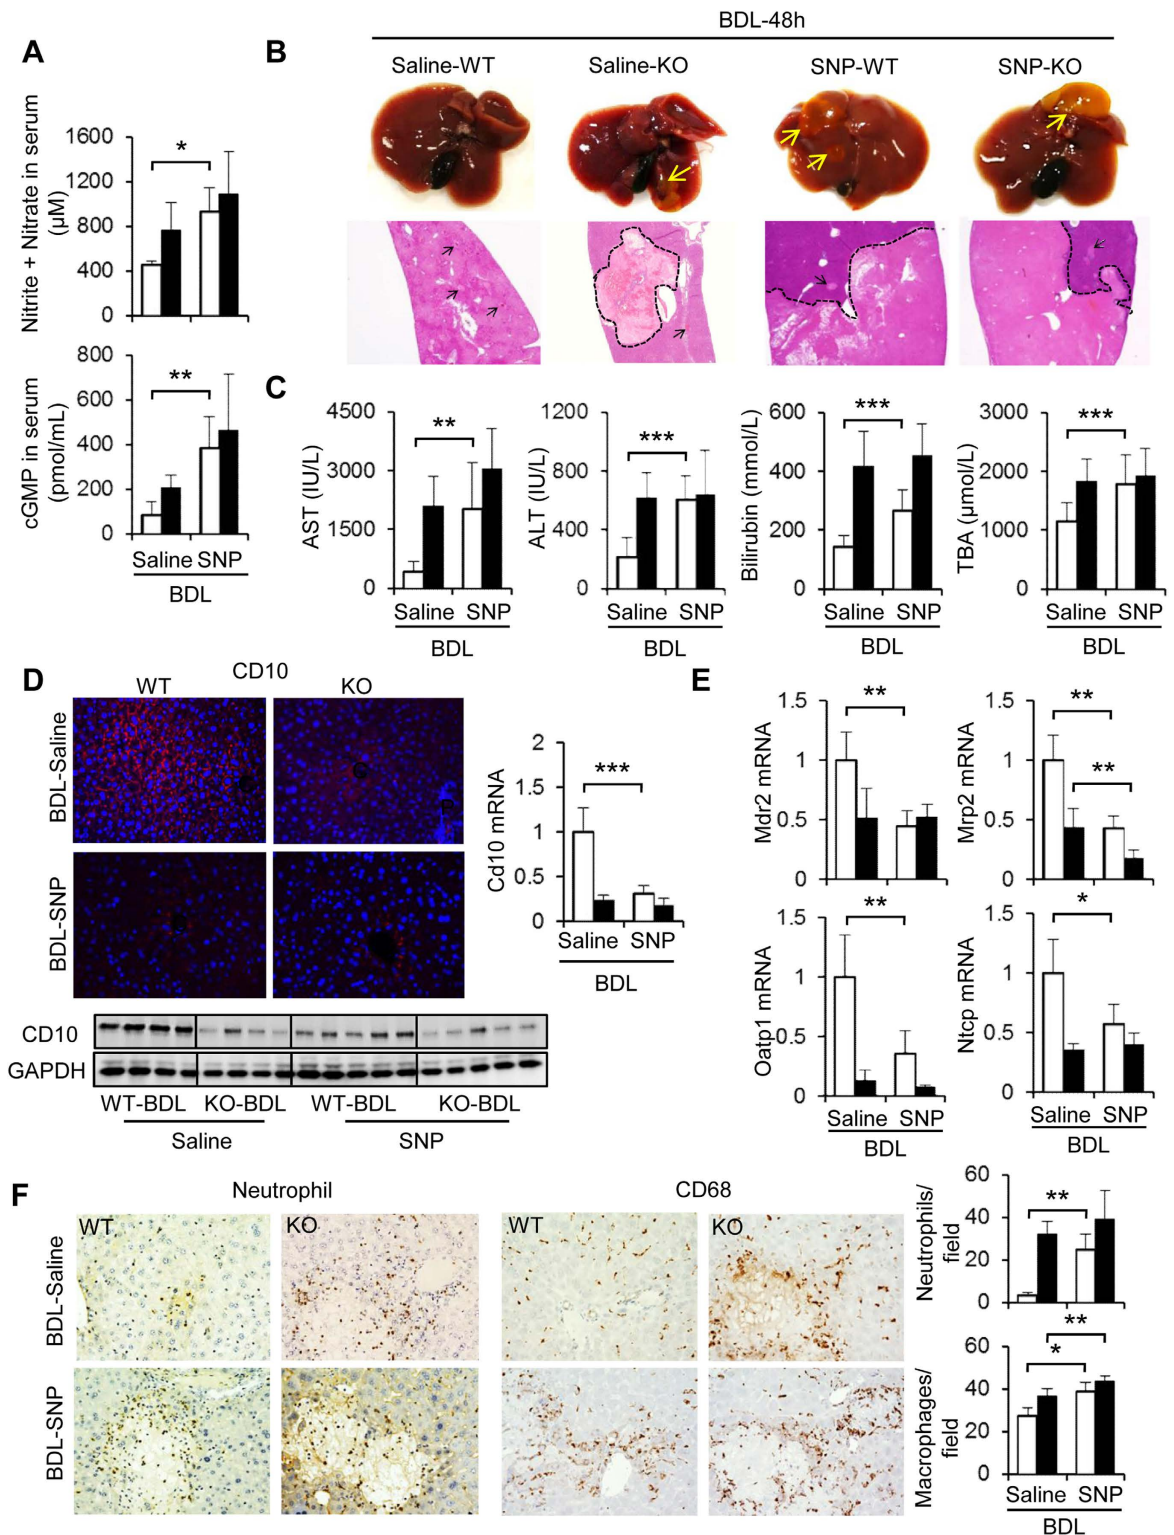 A
Nitrite + Nitrate in serum
(µM)
1600
1200
800
400
0
*
cGMP in serum
(pmol/mL)
800
600
400
200
0
**
Saline SNP
BDL
B
BDL-48h
Saline-WT
Saline-KO
SNP-WT
SNP-KO
C
AST (IU/L)
4500
3000
1500
0
**
Saline SNP
BDL
ALT (IU/L)
1200
800
400
0
***
Saline SNP
BDL
Bilirubin (mmol/L)
600
400
200
0
***
Saline SNP
BDL
TBA (µmol/L)
3000
2000
1000
0
***
Saline SNP
BDL
D
CD10
WT
KO
BDL-Saline
BDL-SNP
Cd10 mRNA
2
1.5
1
0.5
0
***
Saline SNP
BDL
CD10
GAPDH
WT-BDL KO-BDL WT-BDL KO-BDL
Saline
SNP
E
Mdr2 mRNA
1.5
1
0.5
0
**
Mrp2 mRNA
1.5
1
0.5
0
**
**
Oatp1 mRNA
1.5
1
0.5
0
**
Saline SNP
BDL
Ntcp mRNA
1.5
1
0.5
0
*
Saline SNP
BDL
F
Neutrophil
CD68
WT
KO
WT
KO
BDL-Saline
BDL-SNP
Neutrophils/
field
60
40
20
0
**
Macrophages/
field
60
40
20
0
**
*
Saline SNP
BDL